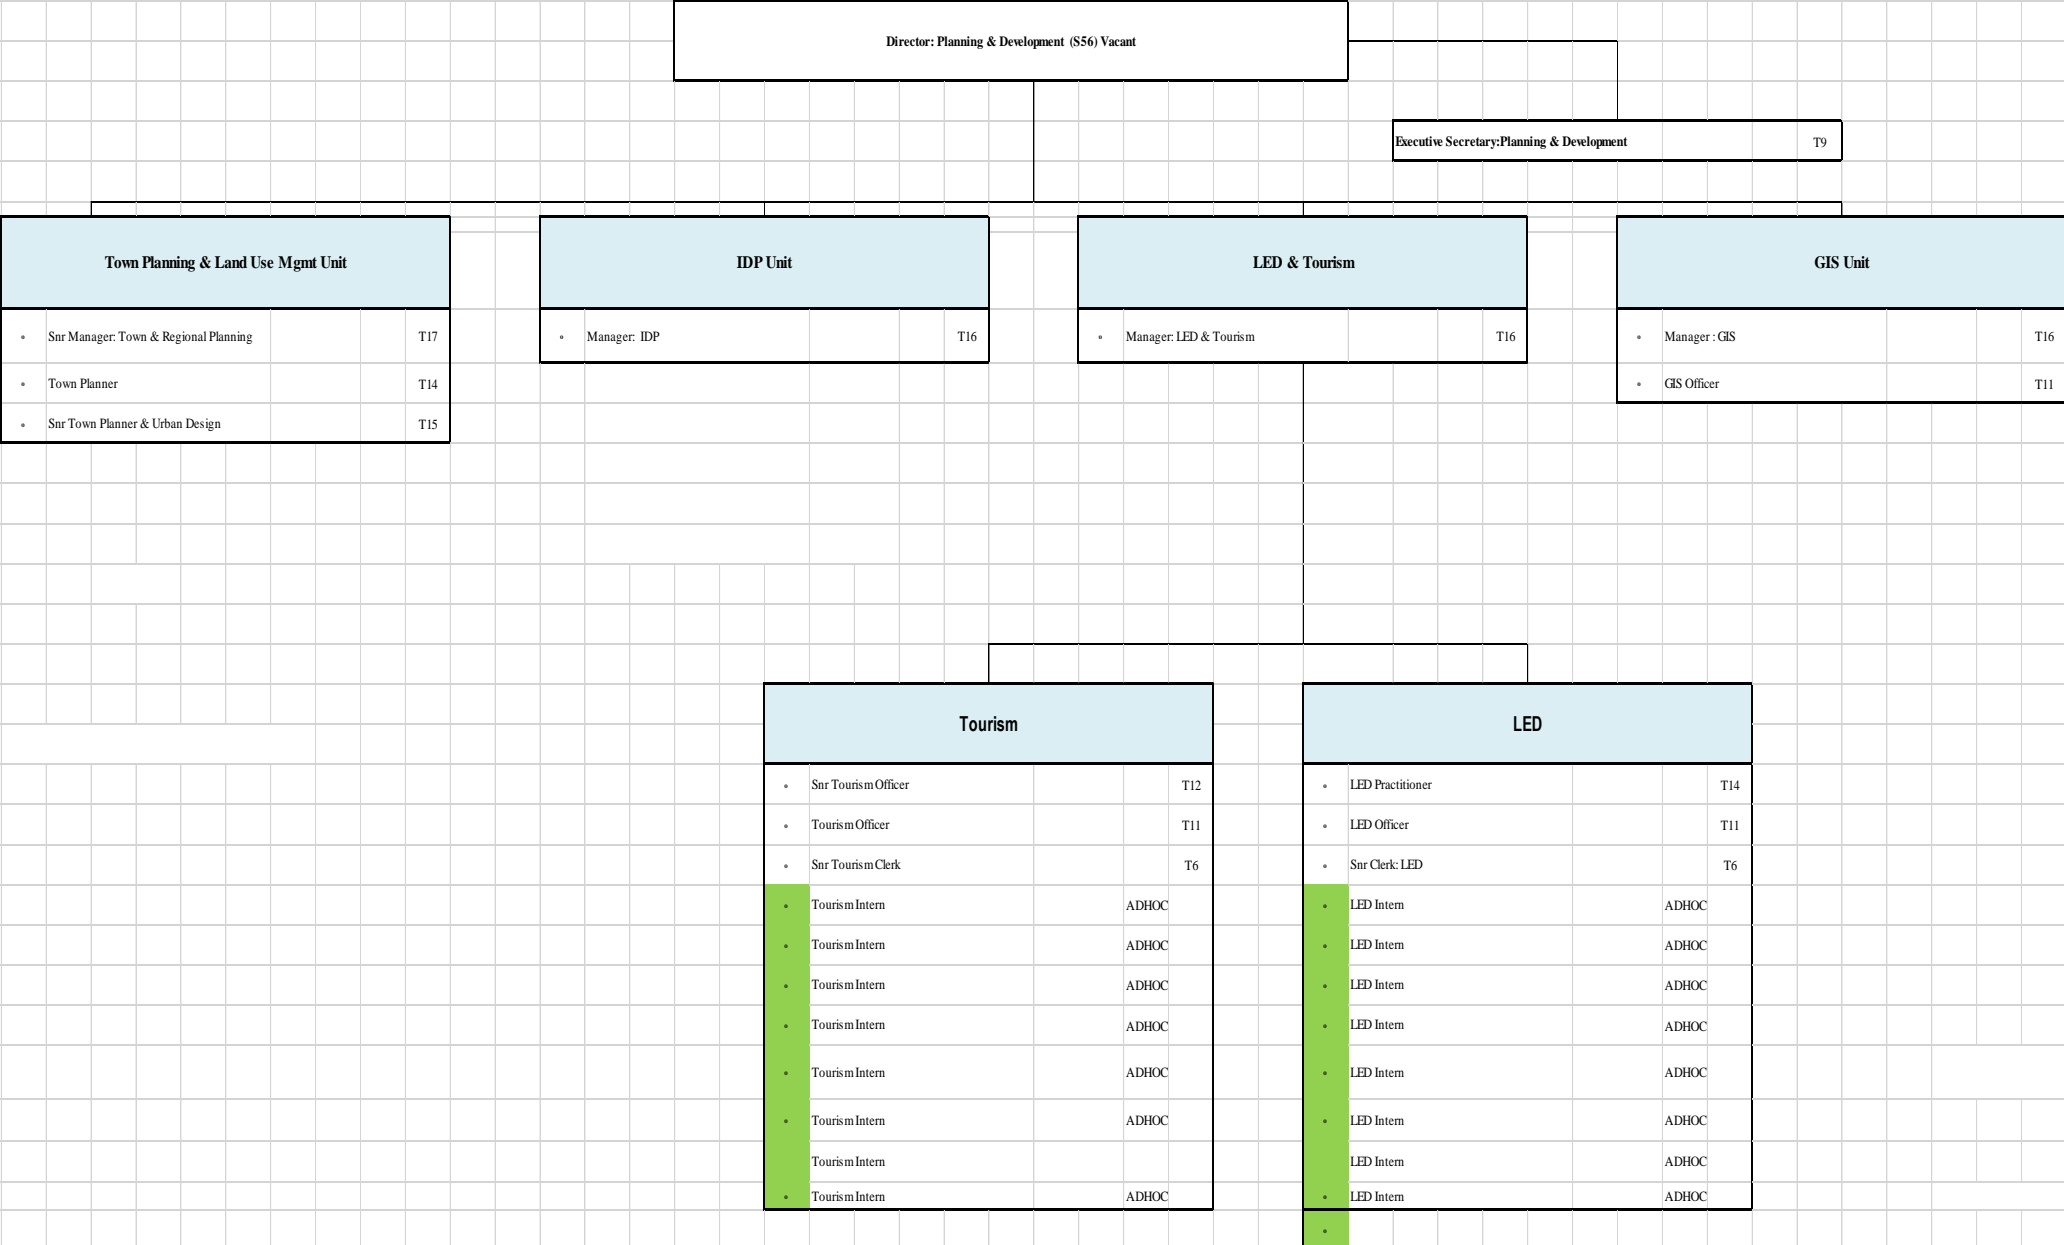 Director: Planning & Development (S56) Vacant
Executive Secretary:Planning & Development T9
Town Planning & Land Use Mgmt Unit
• Snr Manager: Town & Regional Planning T17
• Town Planner T14
• Snr Town Planner & Urban Design T15
IDP Unit
• Manager: IDP T16
LED & Tourism
• Manager: LED & Tourism T16
GIS Unit
• Manager : GIS T16
• GIS Officer T11
Tourism
• Snr Tourism Officer T12
• Tourism Officer T11
• Snr Tourism Clerk T6
• Tourism Intern ADHOC
• Tourism Intern ADHOC
• Tourism Intern ADHOC
• Tourism Intern ADHOC
• Tourism Intern ADHOC
• Tourism Intern ADHOC
Tourism Intern
• Tourism Intern ADHOC
LED
• LED Practitioner T14
• LED Officer T11
• Snr Clerk: LED T6
• LED Intern ADHOC
• LED Intern ADHOC
• LED Intern ADHOC
• LED Intern ADHOC
• LED Intern ADHOC
• LED Intern ADHOC
LED Intern ADHOC
• LED Intern ADHOC
•